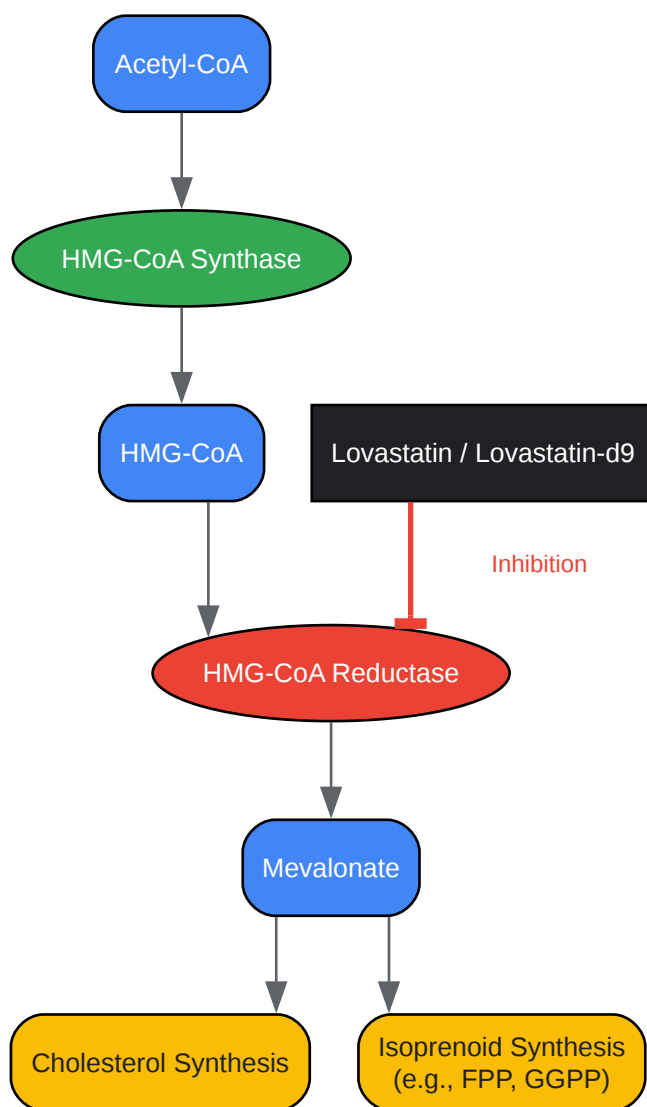 Acetyl-CoA
HMG-CoA Synthase
HMG-CoA
Lovastatin / Lovastatin-d9
Inhibition
HMG-CoA Reductase
Mevalonate
Cholesterol Synthesis
Isoprenoid Synthesis
(e.g., FPP, GGPP)